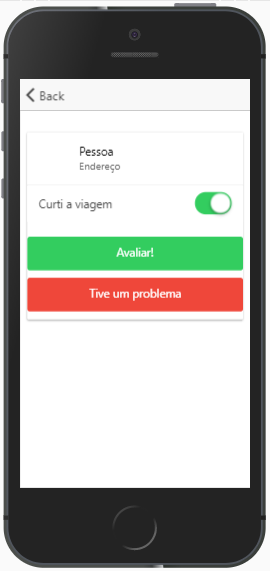 Back
Pessoa
Endereço
Curti a viagem
Avaliar!
Tive um problema